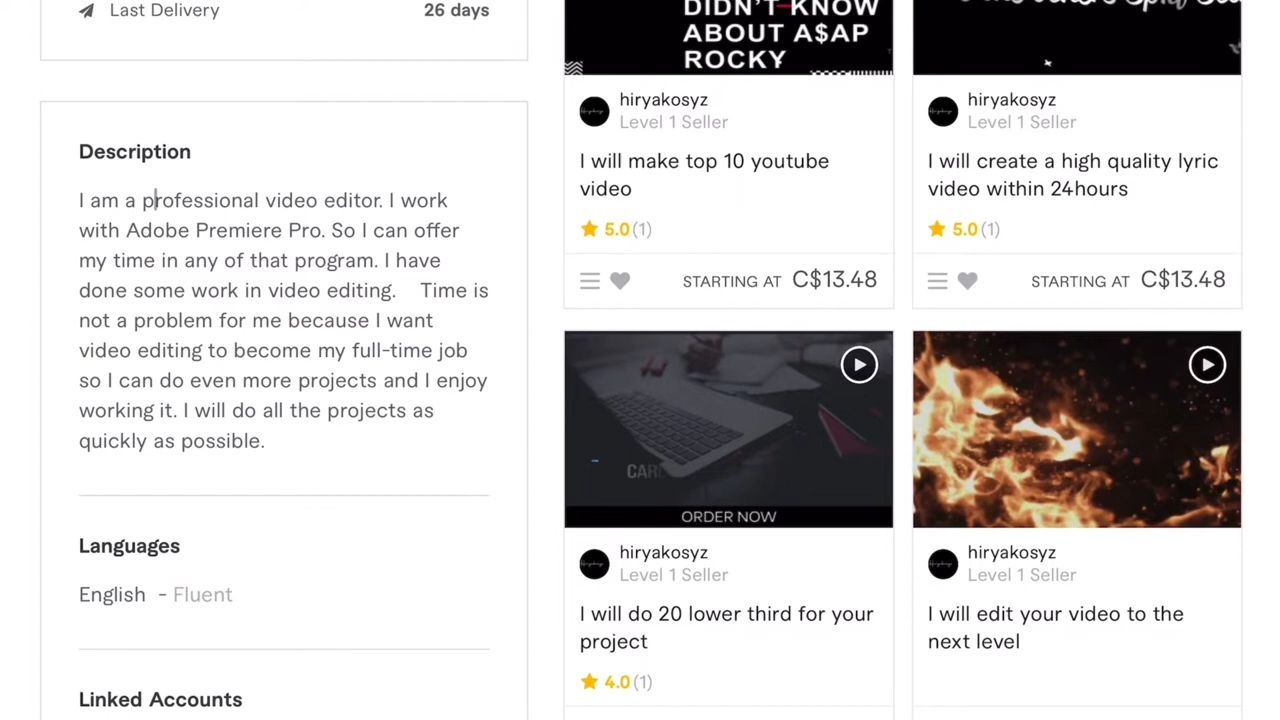 Last Delivery 26 days
Description
I am a professional video editor. I work
with Adobe Premiere Pro. So I can offer
my time in any of that program. I have
done some work in video editing. Time is
not a problem for me because I want
video editing to become my full-time job
so I can do even more projects and I enjoy
working it. I will do all the projects as
quickly as possible.
Languages
English - Fluent
Linked Accounts
DIDN'T KNOW
ABOUT A$AP
ROCKY
hiryakosyz
Level 1 Seller
I will make top 10 youtube
video
5.0 (1)
STARTING AT C$13.48
hiryakosyz
Level 1 Seller
I will create a high quality lyric
video within 24hours
5.0 (1)
STARTING AT C$13.48
ORDER NOW
hiryakosyz
Level 1 Seller
I will do 20 lower third for your
project
4.0 (1)
hiryakosyz
Level 1 Seller
I will edit your video to the
next level